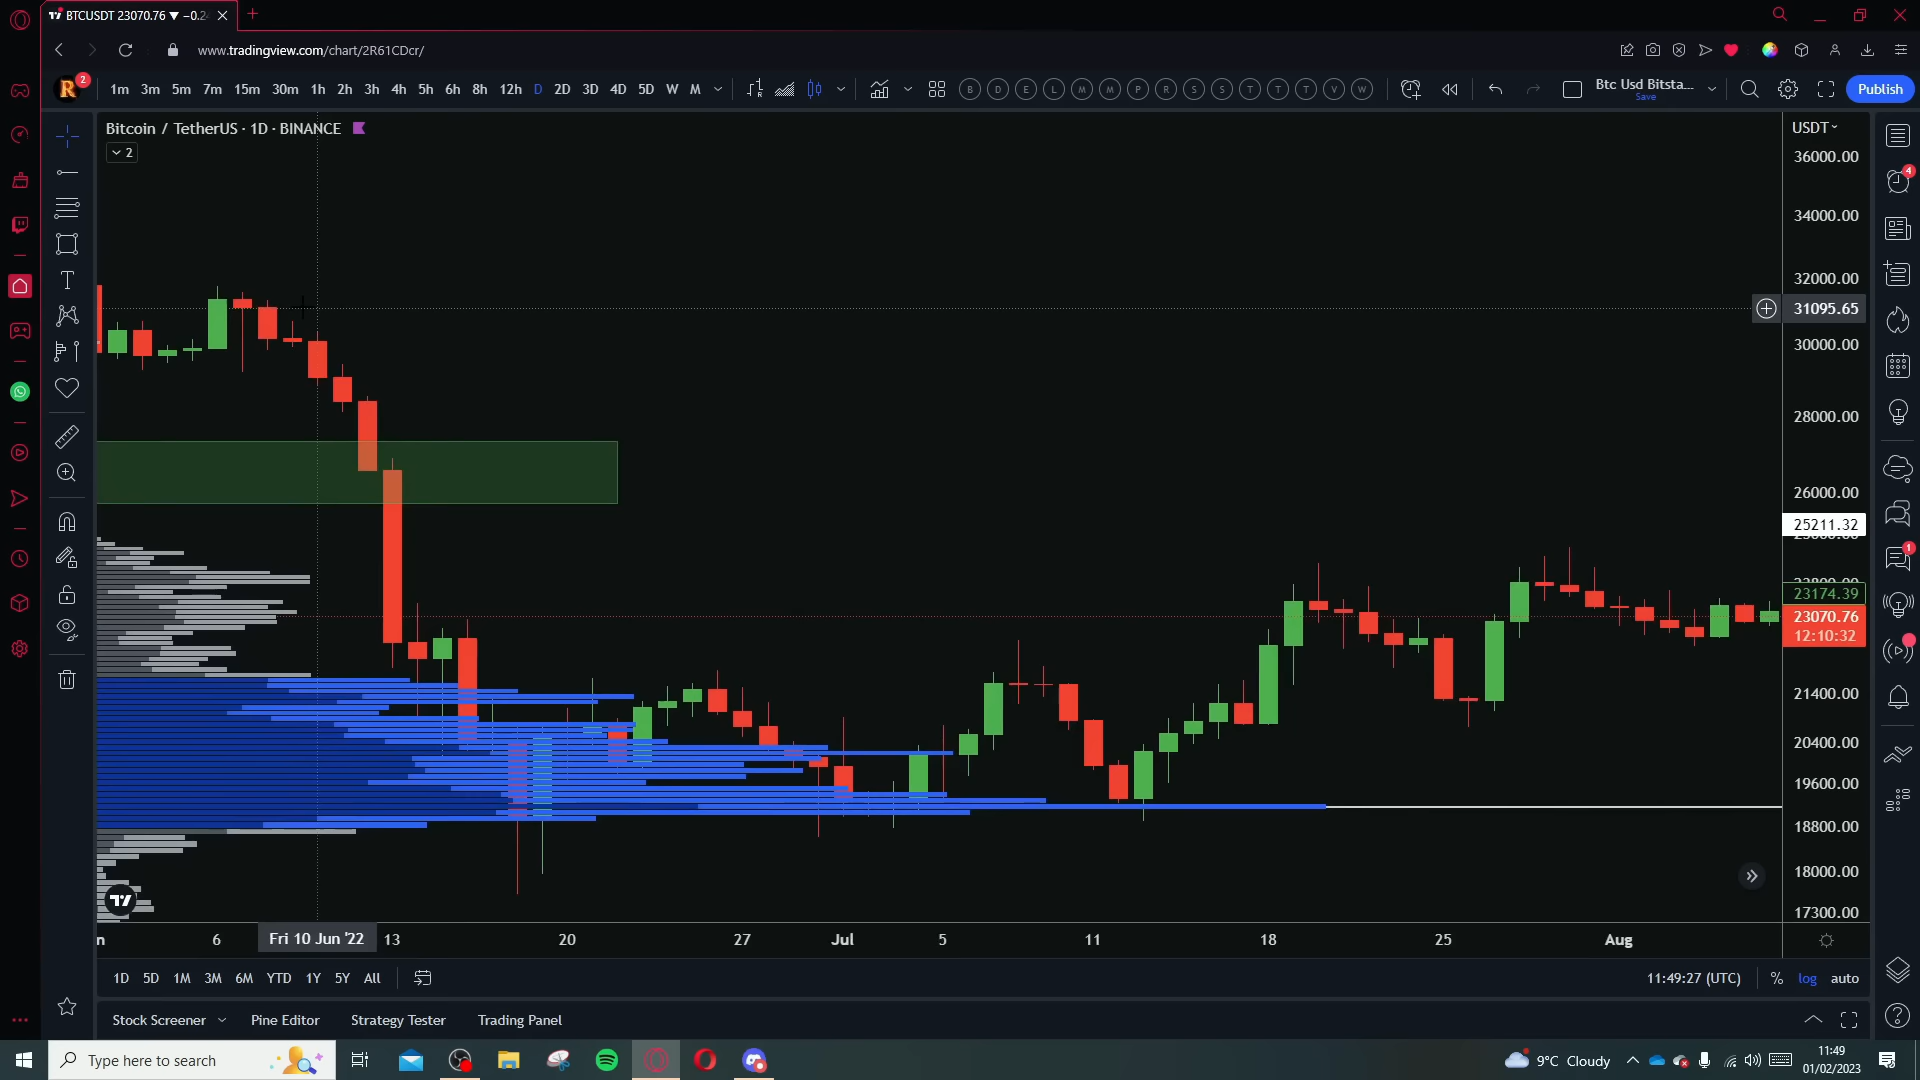 BTCUSDT 23070.76 ▼ −0.2
www.tradingview.com/chart/2R61CDcr/
R 2 1m 3m 5m 7m 15m 30m 1h 2h 3h 4h 5h 6h 8h 12h D 2D 3D 4D 5D W M B D E L M M P R S S T T T V W Btc Usd Bitsta... Publish
Save
Bitcoin / TetherUS · 1D · BINANCE
2
USDT
36000.00
4
34000.00
32000.00
31095.65
30000.00
28000.00
26000.00
25211.32
1
23174.39
23070.76
12:10:32
21400.00
20400.00
19600.00
18800.00
18000.00
17300.00
6 Fri 10 Jun '22 13 20 27 Jul 5 11 18 25 Aug
1D 5D 1M 3M 6M YTD 1Y 5Y All 11:49:27 (UTC) % log auto
Stock Screener Pine Editor Strategy Tester Trading Panel
Type here to search 9°C Cloudy 11:49
01/02/2023